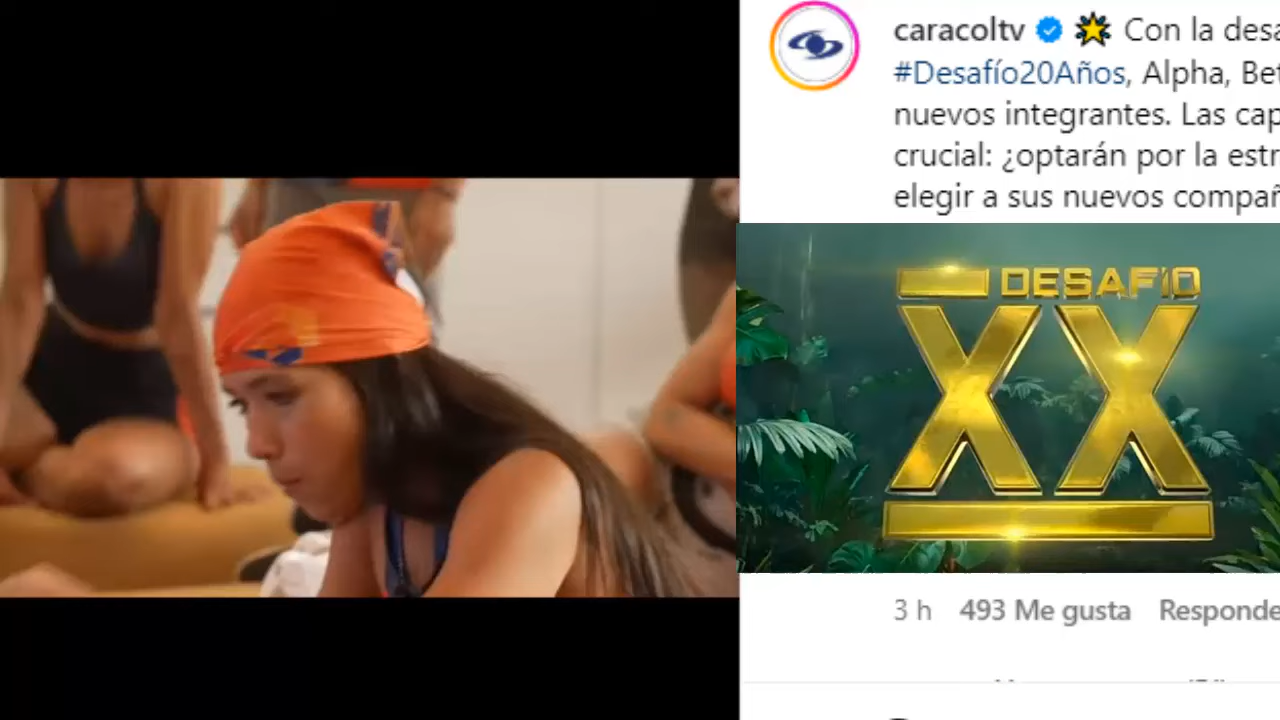 caracoltv Con la desa
#Desafío20Años, Alpha, Bet
nuevos integrantes. Las cap
crucial: ¿optarán por la estr
elegir a sus nuevos compañ
DESAFÍO
XX
3 h 493 Me gusta Responde